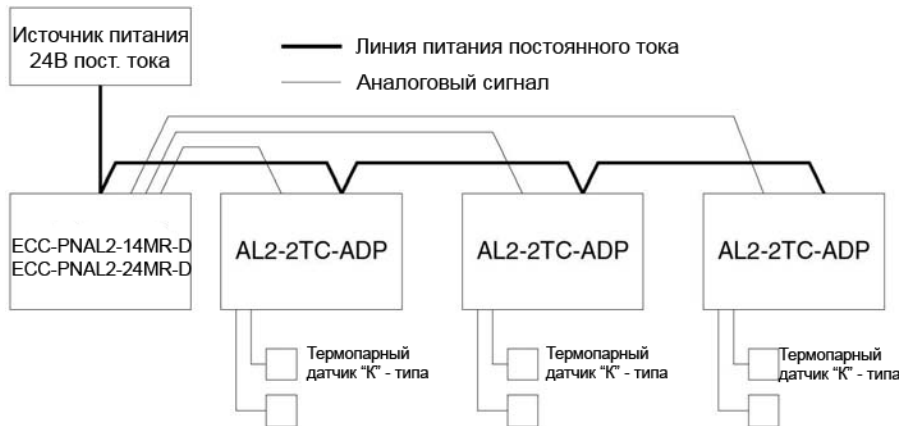 Источник питания
24В пост. тока
Линия питания постоянного тока
Аналоговый сигнал
ECC-PNAL2-14MR-D
ECC-PNAL2-24MR-D
AL2-2TC-ADP
AL2-2TC-ADP
AL2-2TC-ADP
Термопарный
датчик “К” - типа
Термопарный
датчик “К” - типа
Термопарный
датчик “К” - типа